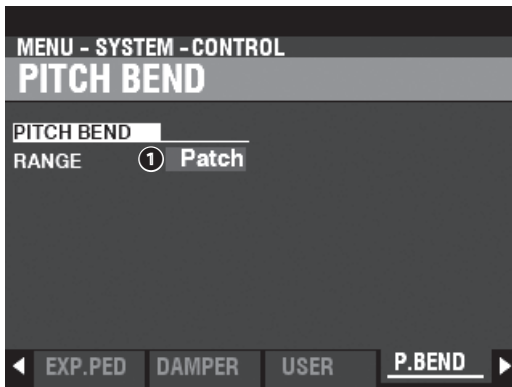 MENU - SYSTEM - CONTROL
PITCH BEND
PITCH BEND
RANGE 1 Patch
EXP.PED DAMPER USER P.BEND